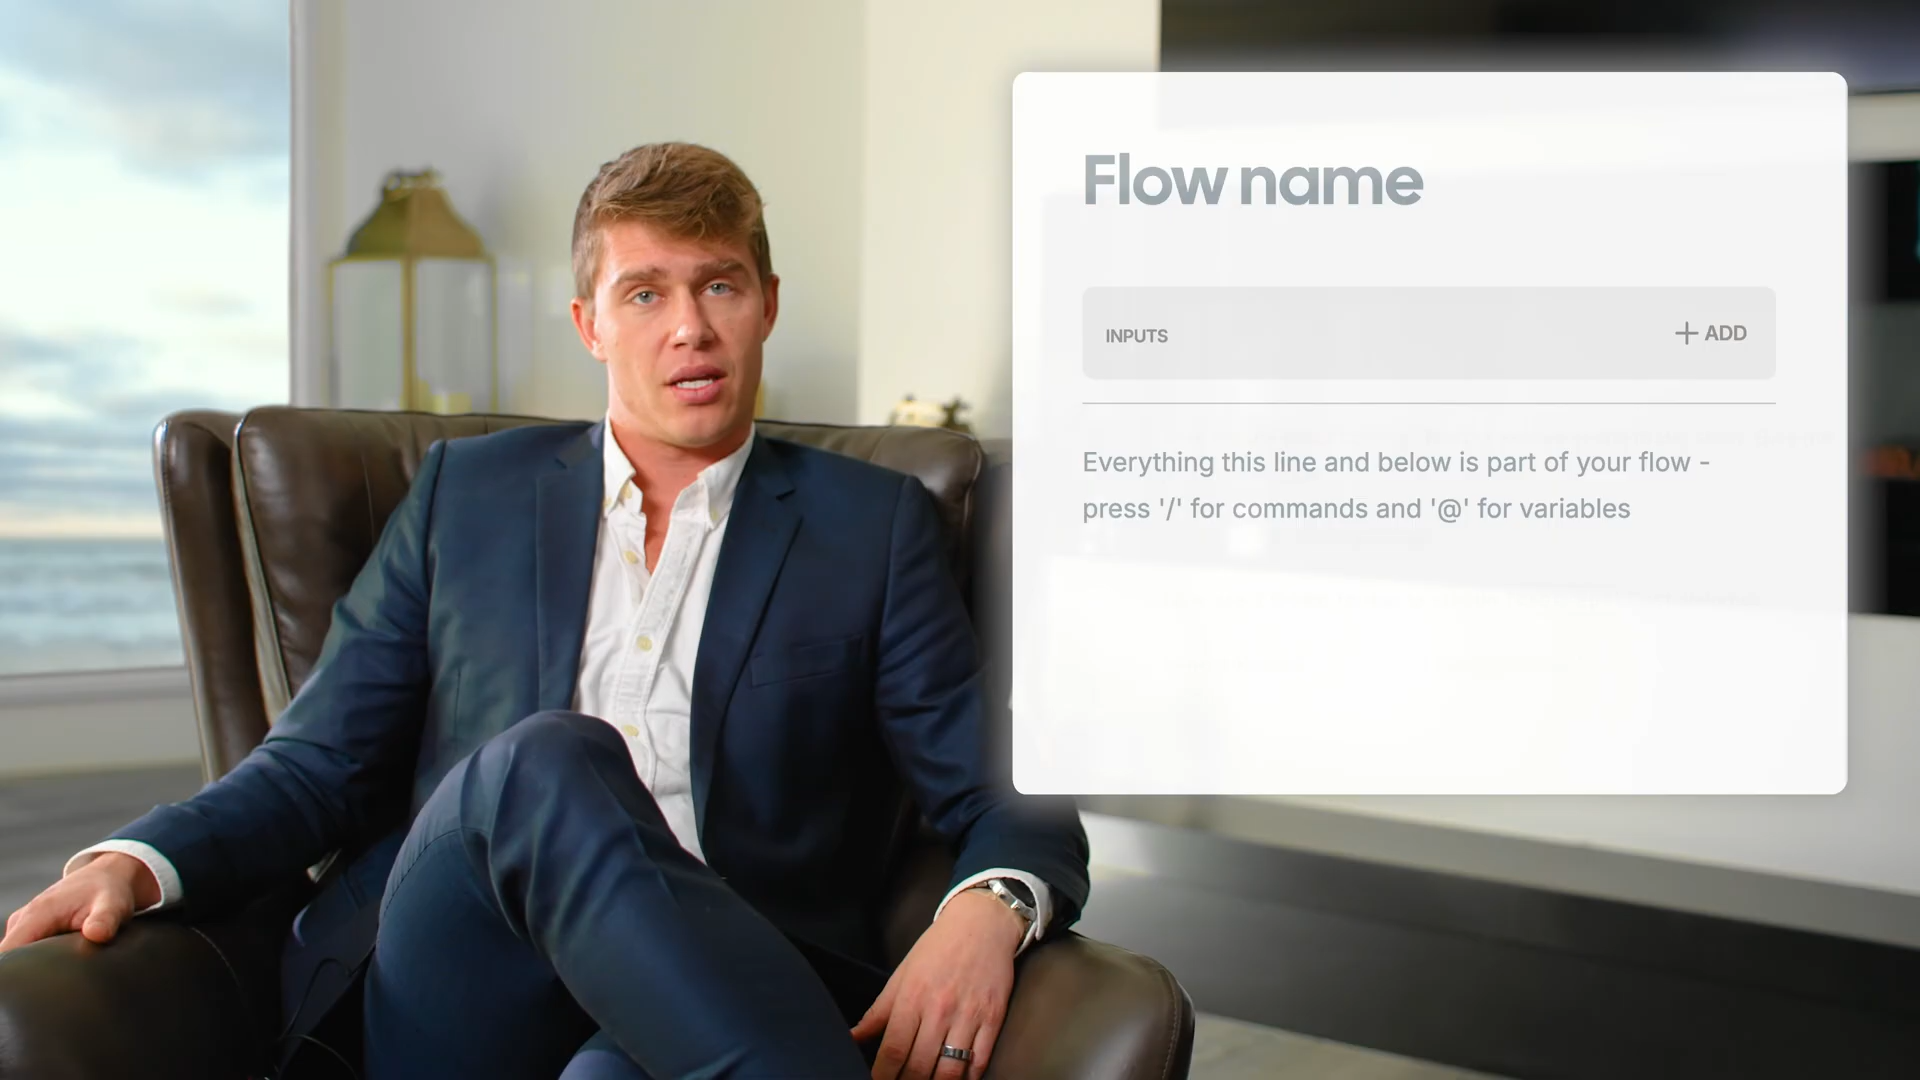 Flow name
INPUTS
ADD
Everything this line and below is part of your flow -
press '/' for commands and '@' for variables